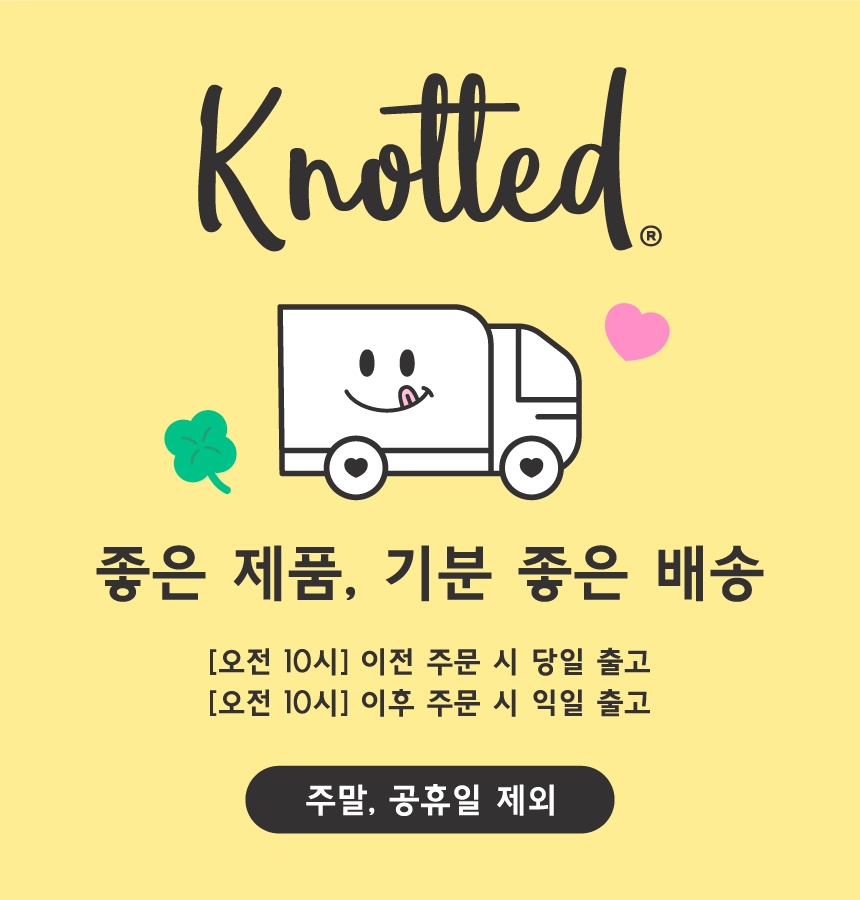 Knotted®
좋은 제품, 기분 좋은 배송
[오전 10시] 이전 주문 시 당일 출고
[오전 10시] 이후 주문 시 익일 출고
주말, 공휴일 제외